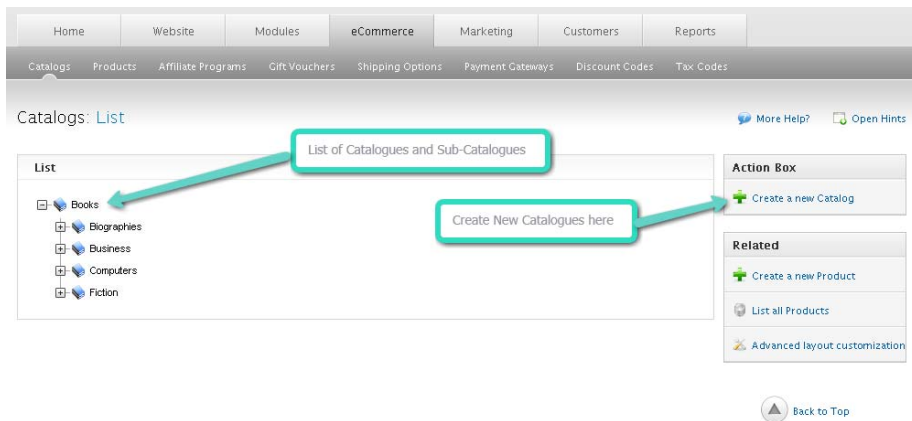 Home Website Modules eCommerce Marketing Customers Reports
Catalogs Products Affiliate Programs Gift Vouchers Shipping Options Payment Gateways Discount Codes Tax Codes
Catalogs: List
More Help? Open Hints
List of Catalogues and Sub-Catalogues
List
Action Box
Books
Create a new Catalog
Create New Catalogues here
Biographies
Business
Related
Computers
Create a new Product
Fiction
List all Products
Advanced layout customization
Back to Top